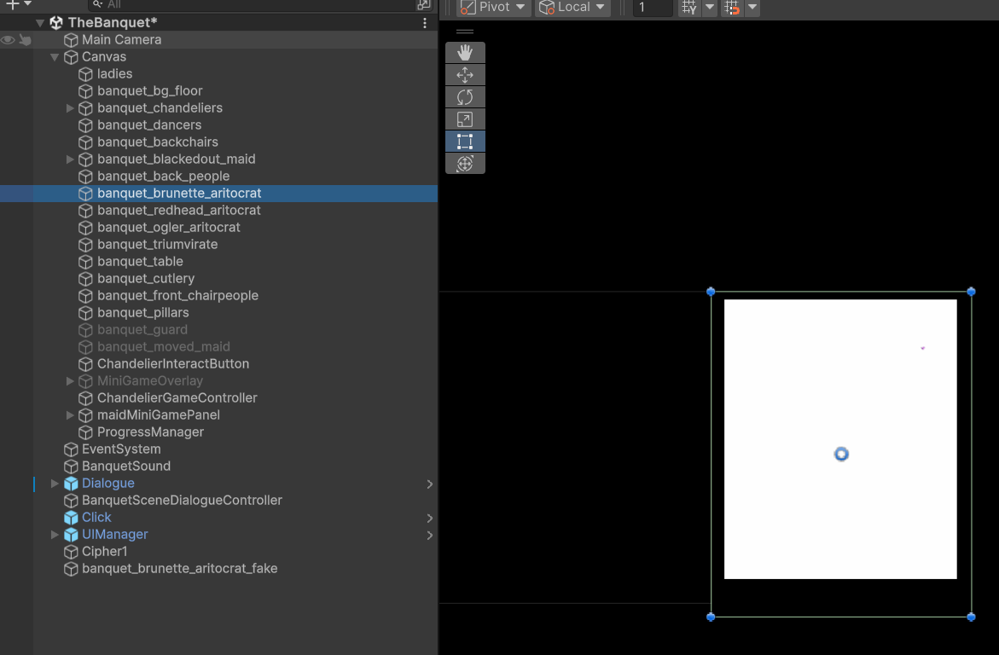 All
Pivot
Local
1
TheBanquet*
Main Camera
Canvas
ladies
banquet_bg_floor
banquet_chandeliers
banquet_dancers
banquet_backchairs
banquet_blackedout_maid
banquet_back_people
banquet_brunette_aritocrat
banquet_redhead_aritocrat
banquet_ogler_aritocrat
banquet_triumvirate
banquet_table
banquet_cutlery
banquet_front_chairpeople
banquet_pillars
banquet_guard
banquet_moved_maid
ChandelierInteractButton
MiniGameOverlay
ChandelierGameController
maidMiniGamePanel
ProgressManager
EventSystem
BanquetSound
Dialogue
BanquetSceneDialogueController
Click
UIManager
Cipher1
banquet_brunette_aritocrat_fake